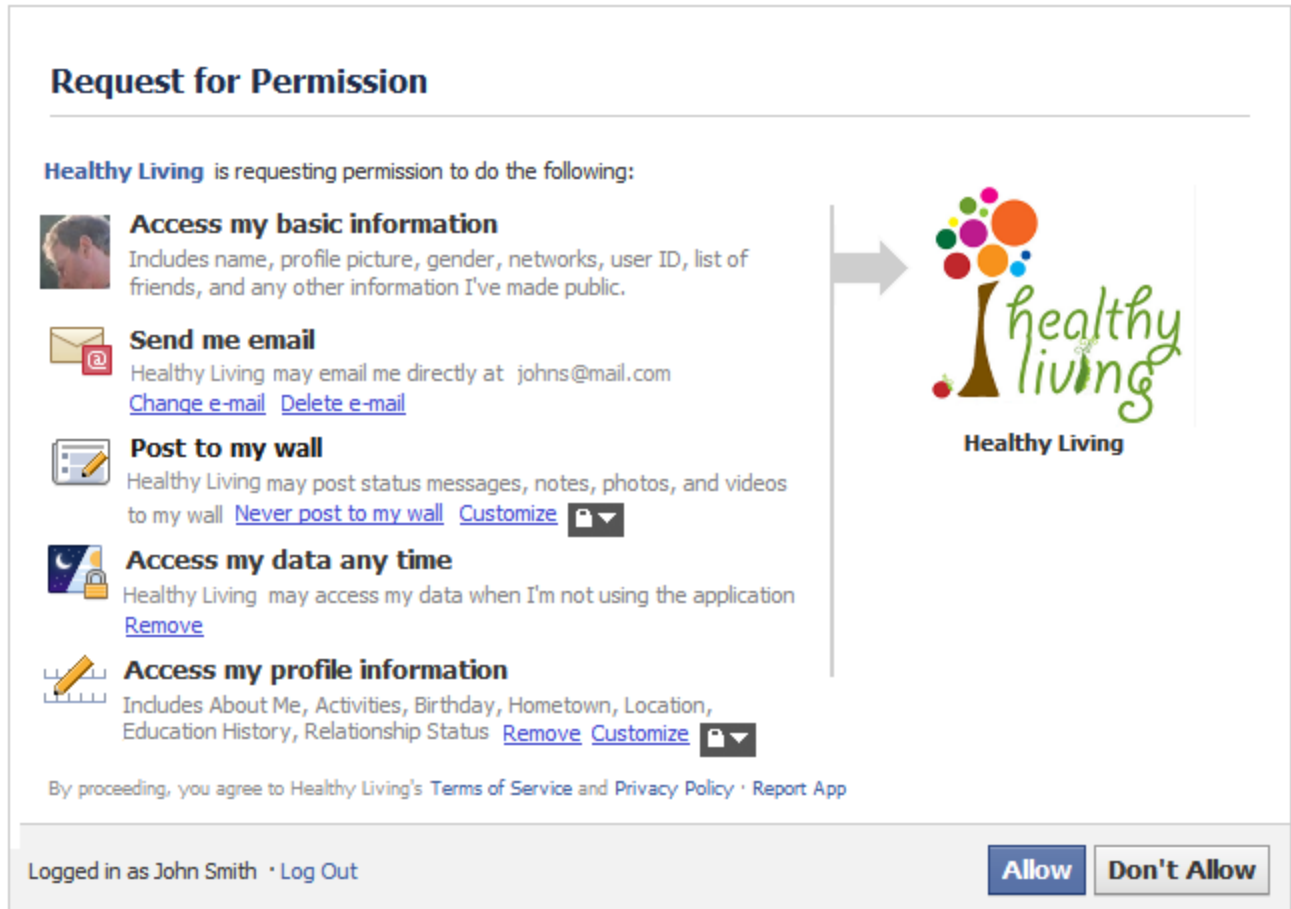 Request for Permission
Healthy Living is requesting permission to do the following:
Access my basic information
Includes name, profile picture, gender, networks, user ID, list of
friends, and any other information I've made public.
Send me email
Healthy Living may email me directly at johns@mail.com
Change e-mail Delete e-mail
Post to my wall
Healthy Living may post status messages, notes, photos, and videos
to my wall Never post to my wall Customize
Access my data any time
Healthy Living may access my data when I'm not using the application
Remove
Access my profile information
Includes About Me, Activities, Birthday, Hometown, Location,
Education History, Relationship Status Remove Customize
healthy
living
Healthy Living
By proceeding, you agree to Healthy Living's Terms of Service and Privacy Policy · Report App
Logged in as John Smith · Log Out
Allow Don't Allow